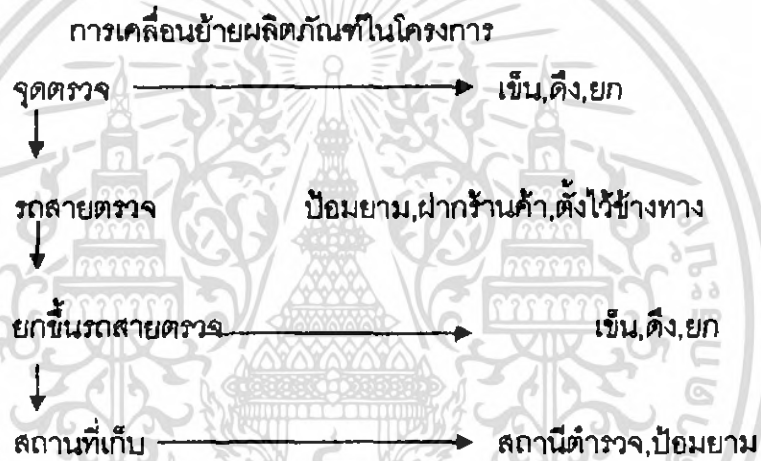 การเคลื่อนย้ายผลิตภัณฑ์ในโครงการ
จุดตรวจ เข็น,ดึง,ยก
รถสายตรวจ ป้อมยาม,ฝากร้านค้า,ตั้งไว้ข้างทาง
ยกขึ้นรถสายตรวจ เข็น,ดึง,ยก
สถานที่เก็บ สถานีตำรวจ,ป้อมยาม